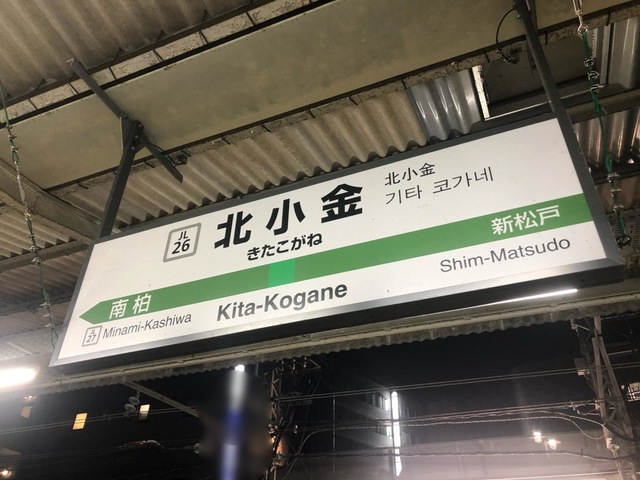 JL
26
北小金
きたこがね
北小金
기타 코가네
新松戸
Shim-Matsudo
南柏
JL
27
Minami-Kashiwa
Kita-Kogane